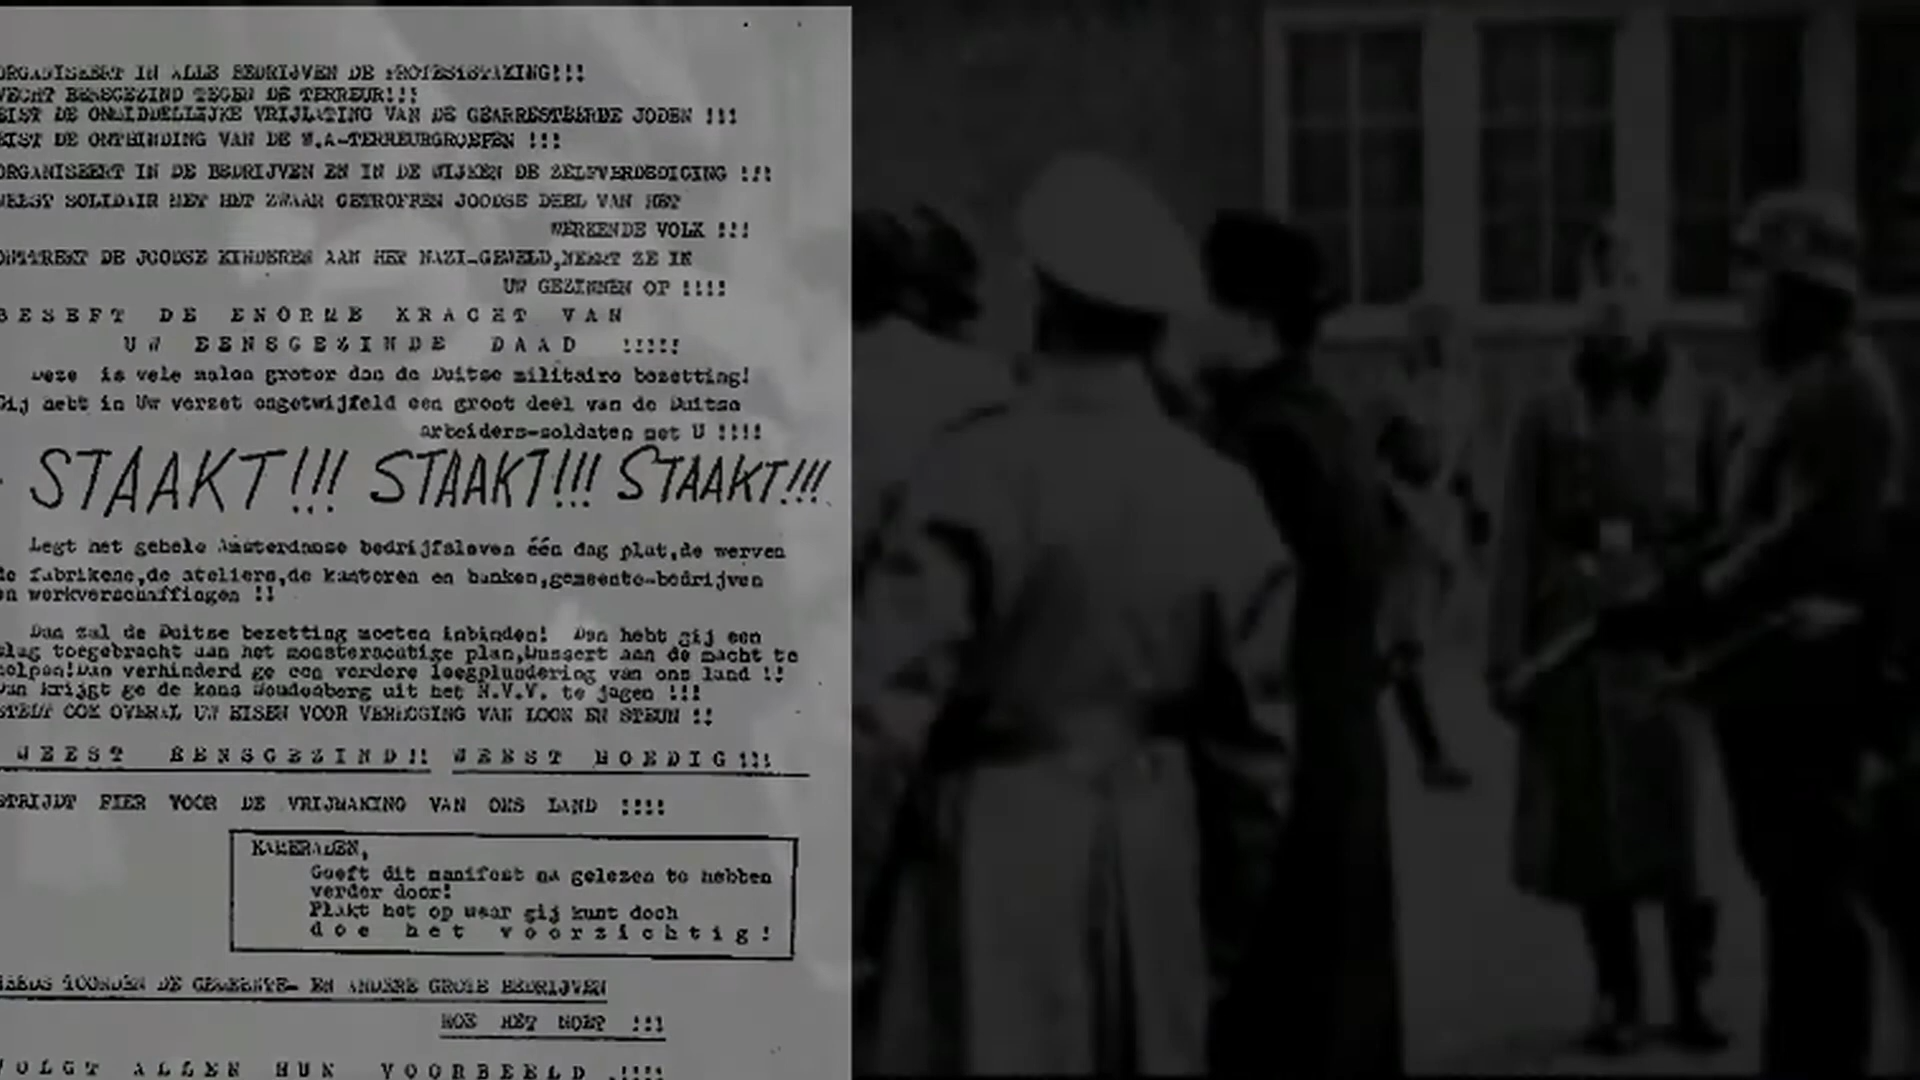 ORGANISEERT IN ALLE BEDRIJVEN DE PROTESTSTAKING!!!
VECHT EENSGEZIND TEGEN DE TERREUR!!!
EIST DE ONMIDDELLIJKE VRIJLATING VAN DE GEARRESTEERDE JODEN !!!
EIST DE ONTBINDING VAN DE W.A-TERREURGROEPEN !!!
ORGANISEERT IN DE BEDRIJVEN EN IN DE WIJKEN DE ZELFVERDEDIGING !!!
WEEST SOLIDAIR MET HET ZWAAR GETROFFEN JOODSE DEEL VAN HET
WERKENDE VOLK !!!
ONTTREKT DE JOODSE KINDEREN AAN HET NAZI-GEWELD,NEEMT ZE IN
UW GEZINNEN OP !!!!
BESEFT DE ENORME KRACHT VAN
UW EENSGEZINDE DAAD !!!!!
Deze is vele malen groter dan de Duitse militaire bezetting!
Gij hebt in Uw verzet ongetwijfeld een groot deel van de Duitse
arbeiders-soldaten met U !!!!
STAAKT!!! STAAKT!!! STAAKT!!!
Legt het gehele Amsterdamse bedrijfsleven één dag plat,de werven
de fabrieken,de ateliers,de kantoren en banken,gemeente-bedrijven
en werkverschaffingen !!
Dan zal de Duitse bezetting moeten inbinden! Dan hebt gij een
slag toegebracht aan het monsterachtige plan,Mussert aan de macht te
helpen!Dan verhinderd ge een verdere leegplundering van ons land !!
Dan krijgt ge de kans Woudenberg uit het N.V.V. te jagen !!!
STELT OOK OVERAL UW EISEN VOOR VERHOGING VAN LOON EN STEUN !!
WEEST EENSGEZIND!! WEEST MOEDIG!!!
STRIJDT FIER VOOR DE VRIJMAKING VAN ONS LAND !!!!
KAMERADEN,
Geeft dit manifest na gelezen te hebben
verder door!
Plakt het op waar gij kunt doch
doe het voorzichtig!
REEDS TOONDEN DE GEMEENTE- EN ANDERE GROTE BEDRIJVEN
HOE HET MOET !!!
VOLGT ALLEN HUN VOORBEELD !!!!